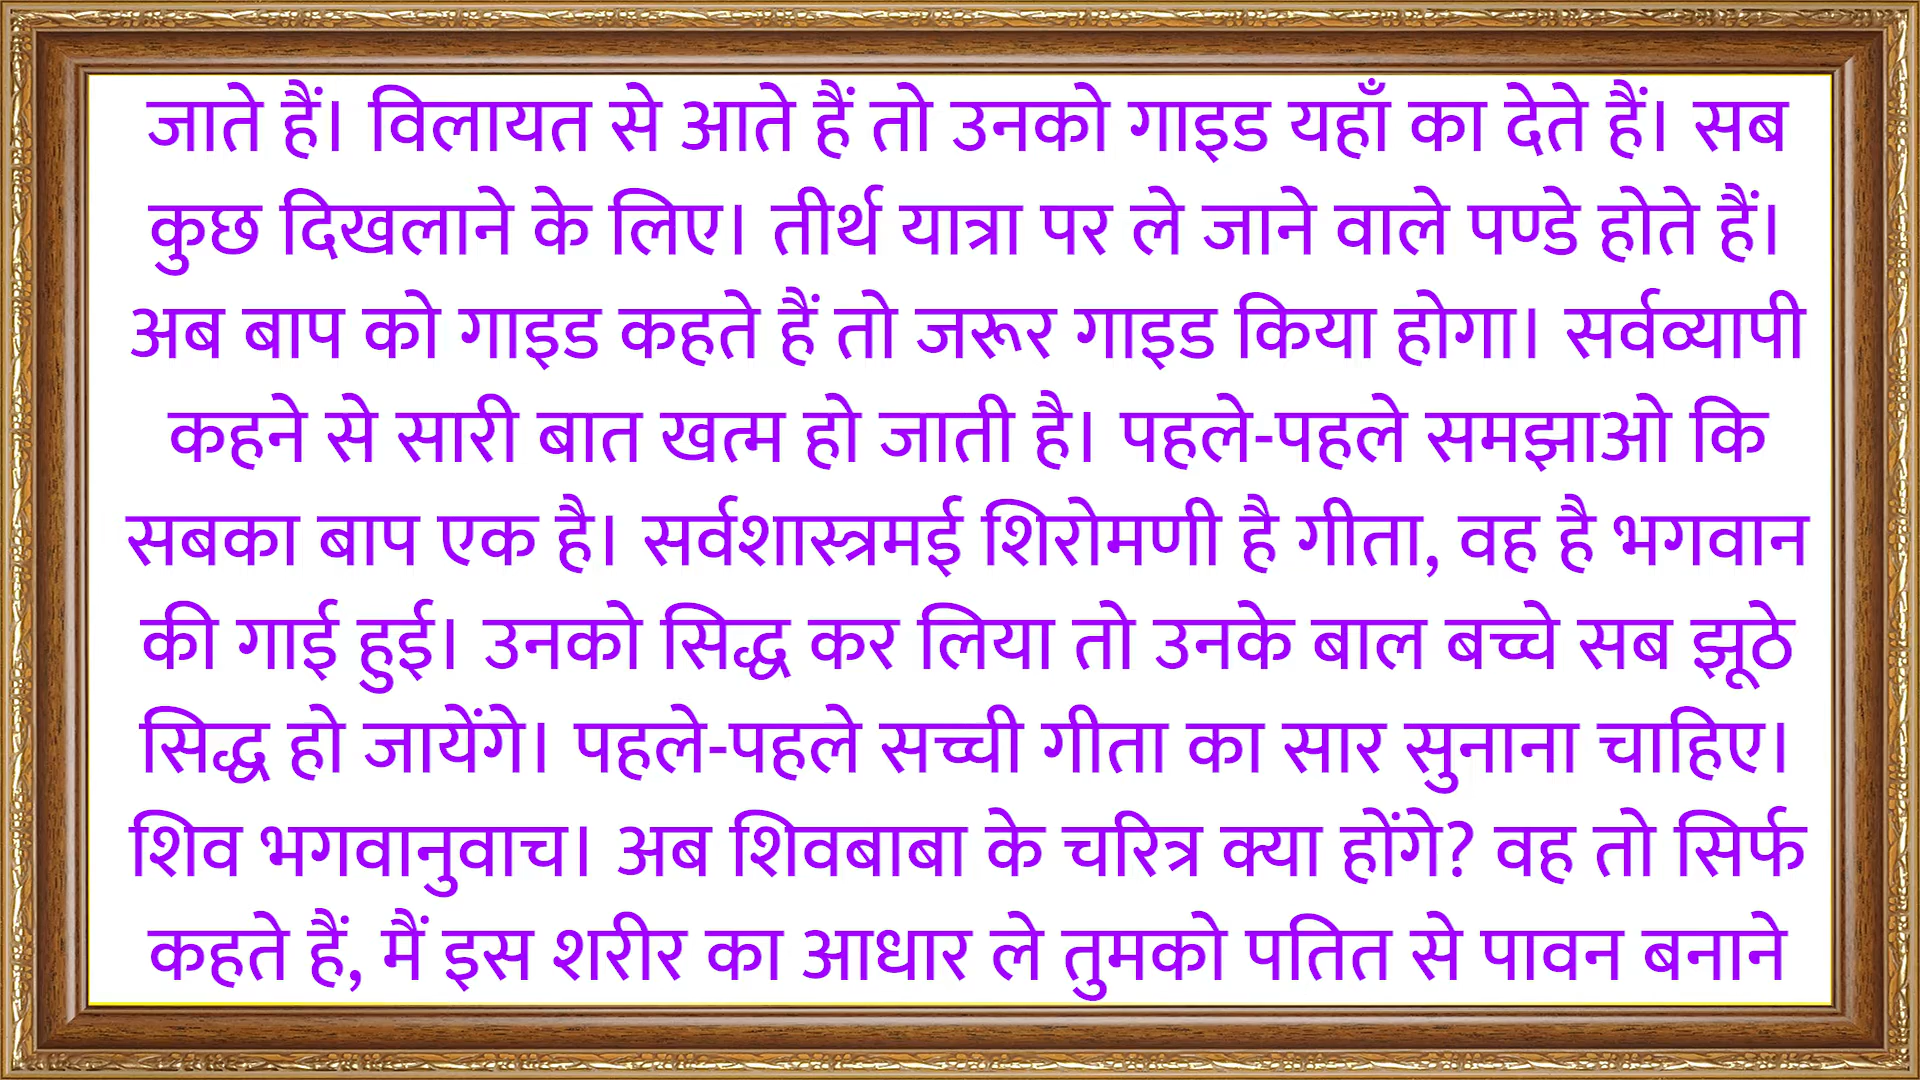 जाते हैं। विलायत से आते हैं तो उनको गाइड यहाँ का देते हैं। सब
कुछ दिखलाने के लिए। तीर्थ यात्रा पर ले जाने वाले पण्डे होते हैं।
अब बाप को गाइड कहते हैं तो जरूर गाइड किया होगा। सर्वव्यापी
कहने से सारी बात खत्म हो जाती है। पहले-पहले समझाओ कि
सबका बाप एक है। सर्वशास्त्रमई शिरोमणी है गीता, वह है भगवान
की गाई हुई। उनको सिद्ध कर लिया तो उनके बाल बच्चे सब झूठे
सिद्ध हो जायेंगे। पहले-पहले सच्ची गीता का सार सुनाना चाहिए।
शिव भगवानुवाच। अब शिवबाबा के चरित्र क्या होंगे? वह तो सिर्फ
कहते हैं, मैं इस शरीर का आधार ले तुमको पतित से पावन बनाने